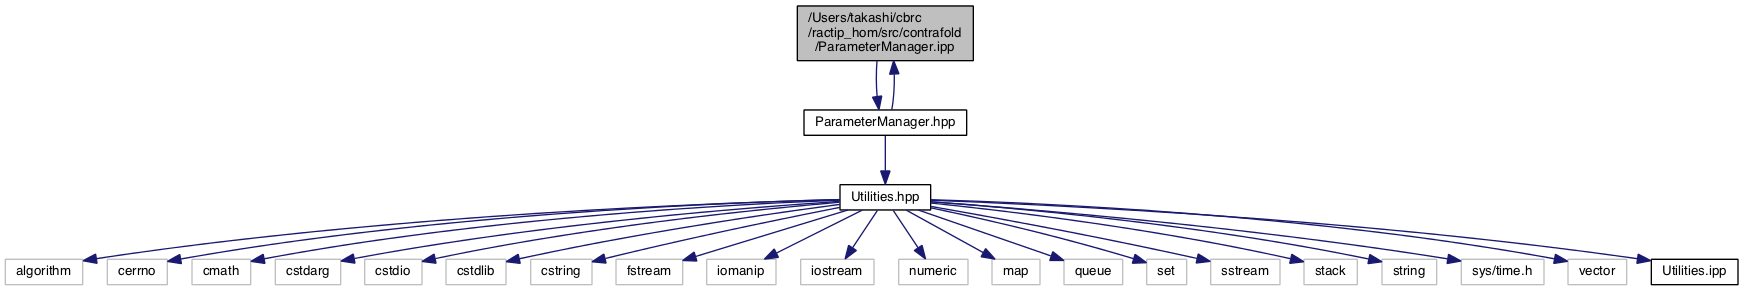 /Users/takashi/cbrc
/ractip_hom/src/contrafold
/ParameterManager.ipp
ParameterManager.hpp
Utilities.hpp
algorithm
cerrno
cmath
cstdarg
cstdio
cstdlib
cstring
fstream
iomanip
iostream
numeric
map
queue
set
sstream
stack
string
sys/time.h
vector
Utilities.ipp